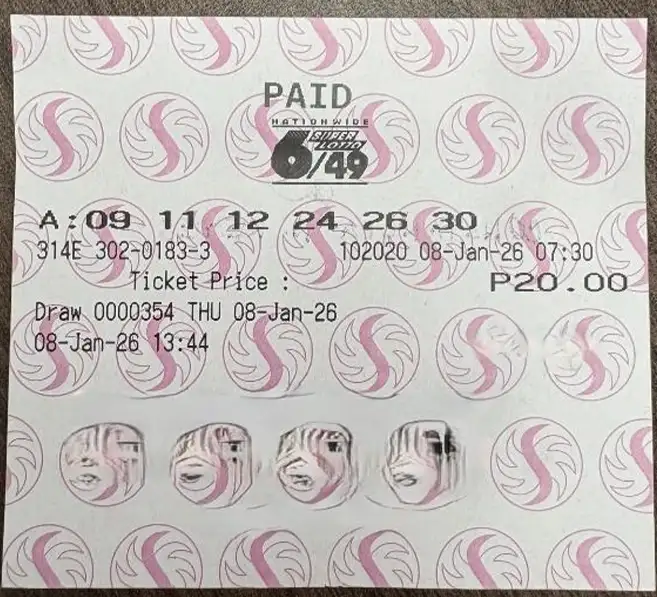 PAID
NATIONWIDE
SUPER
LOTTO
6/49
A:09 11 12 24 26 30
314E 302-0183-3 102020 08-Jan-26 07:30
Ticket Price : P20.00
Draw 0000354 THU 08-Jan-26
08-Jan-26 13:44